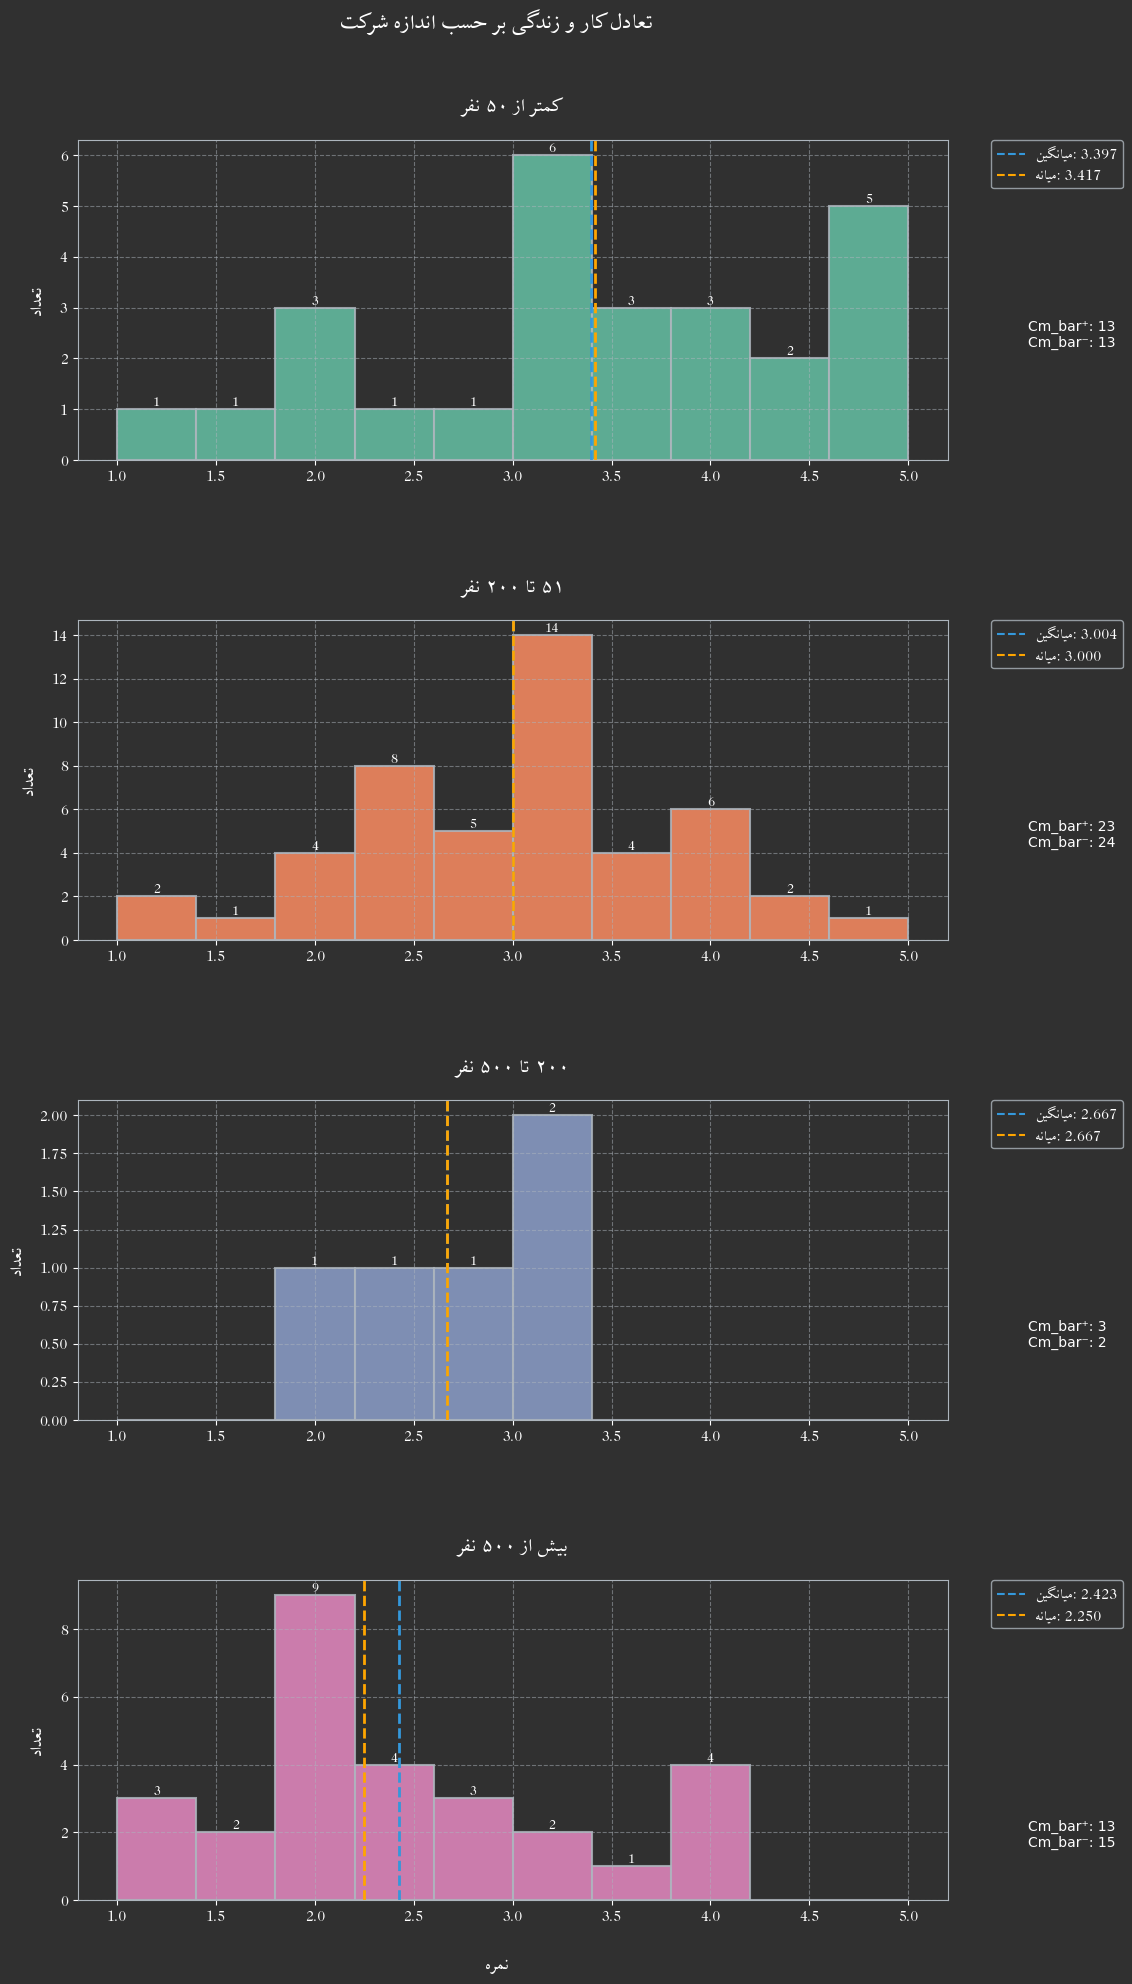 تعادل کار و زندگی بر حسب اندازه شرکت
کمتر از ۵۰ نفر
تعداد
6
5
4
3
2
1
0
1
1
3
1
1
6
3
3
2
5
1.0 1.5 2.0 2.5 3.0 3.5 4.0 4.5 5.0
میانگین: 3.397
میانه: 3.417
Cm_bar⁺: 13
Cm_bar⁻: 13
۵۱ تا ۲۰۰ نفر
تعداد
14
12
10
8
6
4
2
0
2
1
4
8
5
14
4
6
2
1
1.0 1.5 2.0 2.5 3.0 3.5 4.0 4.5 5.0
میانگین: 3.004
میانه: 3.000
Cm_bar⁺: 23
Cm_bar⁻: 24
۲۰۰ تا ۵۰۰ نفر
تعداد
2.00
1.75
1.50
1.25
1.00
0.75
0.50
0.25
0.00
1
1
1
2
1.0 1.5 2.0 2.5 3.0 3.5 4.0 4.5 5.0
میانگین: 2.667
میانه: 2.667
Cm_bar⁺: 3
Cm_bar⁻: 2
بیش از ۵۰۰ نفر
تعداد
8
6
4
2
0
3
2
9
4
3
2
1
4
1.0 1.5 2.0 2.5 3.0 3.5 4.0 4.5 5.0
میانگین: 2.423
میانه: 2.250
Cm_bar⁺: 13
Cm_bar⁻: 15
نمره